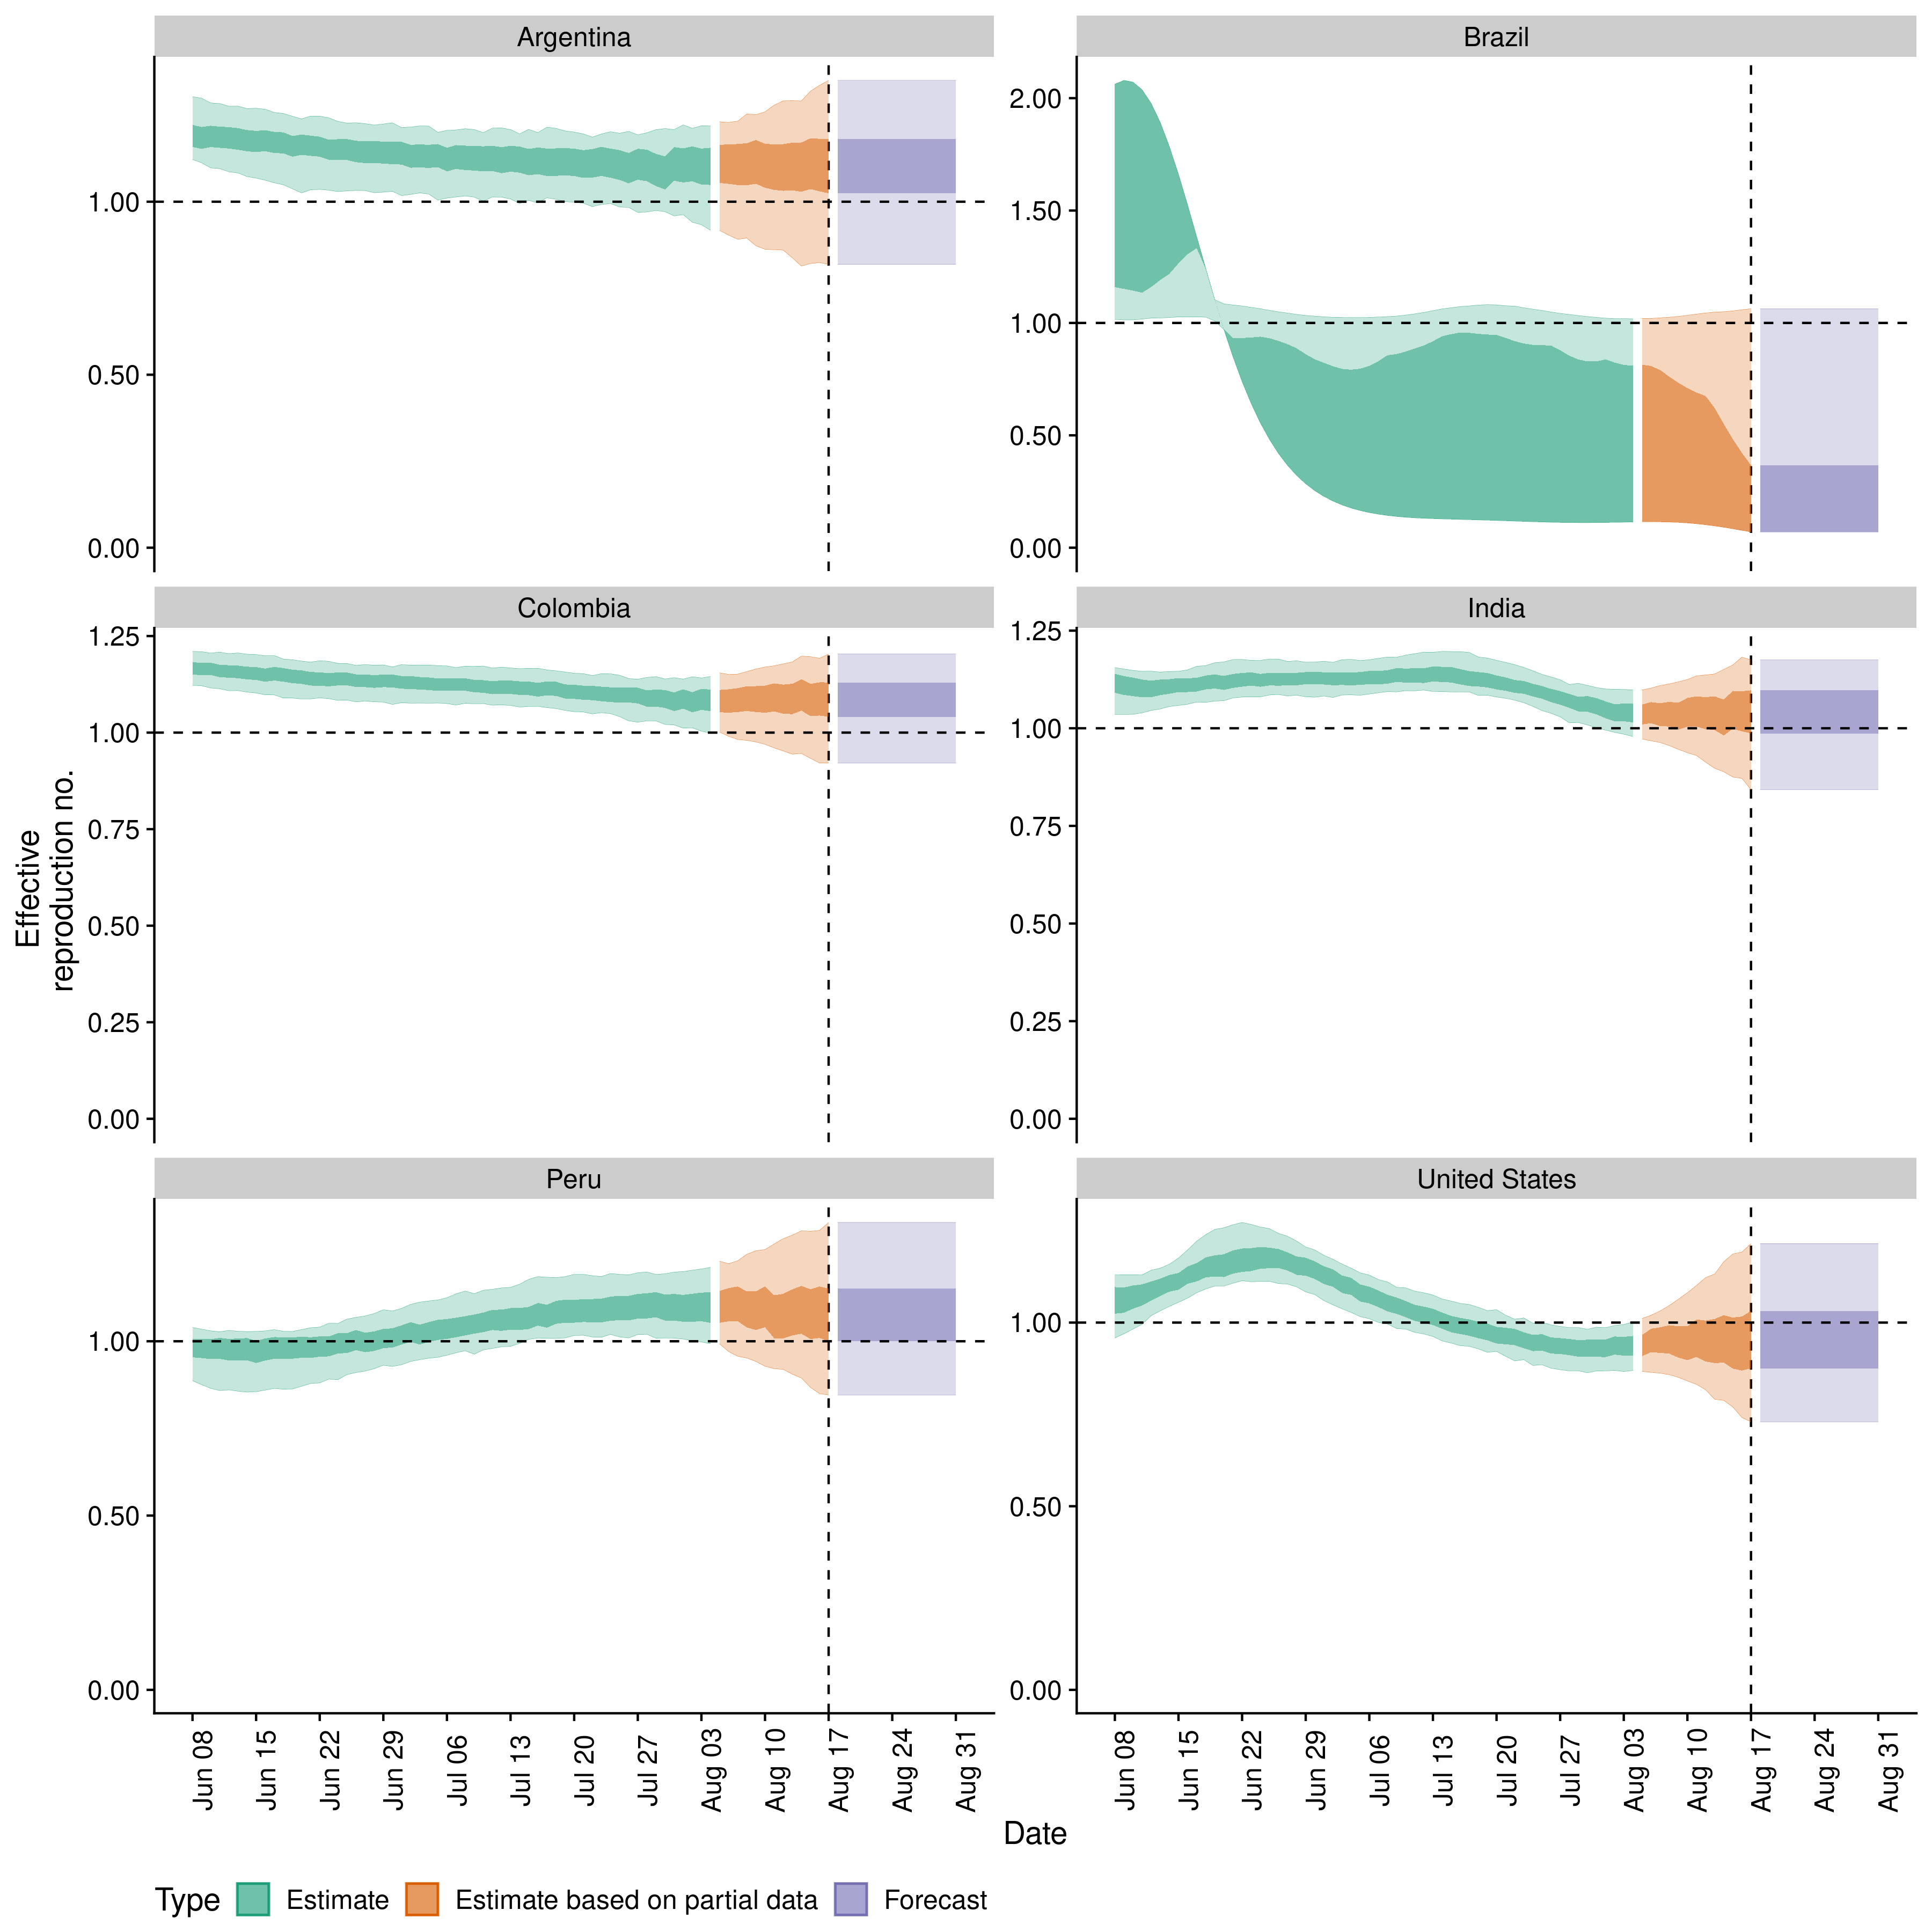 Argentina
Brazil
1.00
0.50
0.00
2.00
1.50
1.00
0.50
0.00
Colombia
India
1.25
1.00
0.75
0.50
0.25
0.00
1.25
1.00
0.75
0.50
0.25
0.00
Effective
reproduction no.
Peru
United States
1.00
0.50
0.00
1.00
0.50
0.00
Jun 08
Jun 15
Jun 22
Jun 29
Jul 06
Jul 13
Jul 20
Jul 27
Aug 03
Aug 10
Aug 17
Aug 24
Aug 31
Jun 08
Jun 15
Jun 22
Jun 29
Jul 06
Jul 13
Jul 20
Jul 27
Aug 03
Aug 10
Aug 17
Aug 24
Aug 31
Date
Type Estimate Estimate based on partial data Forecast